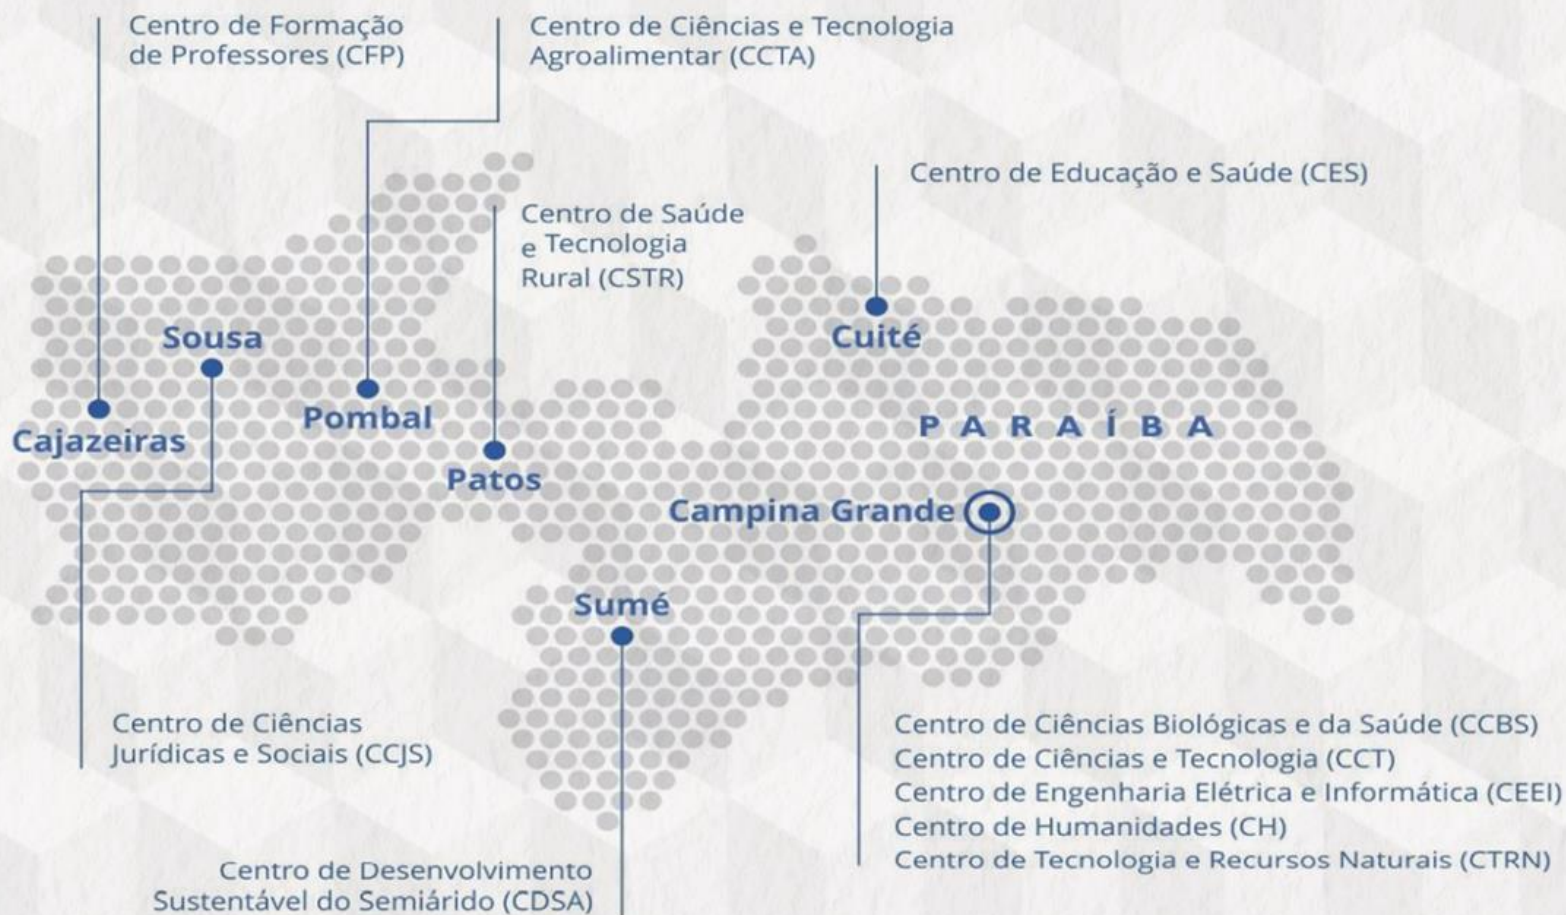 Centro de Formação
de Professores (CFP)
Centro de Ciências e Tecnologia
Agroalimentar (CCTA)
Centro de Educação e Saúde (CES)
Centro de Saúde
e Tecnologia
Rural (CSTR)
Sousa
Cuité
Pombal
Cajazeiras
PARAÍBA
Patos
Campina Grande
Sumé
Centro de Ciências
Jurídicas e Sociais (CCJS)
Centro de Ciências Biológicas e da Saúde (CCBS)
Centro de Ciências e Tecnologia (CCT)
Centro de Engenharia Elétrica e Informática (CEEI)
Centro de Humanidades (CH)
Centro de Tecnologia e Recursos Naturais (CTRN)
Centro de Desenvolvimento
Sustentável do Semiárido (CDSA)